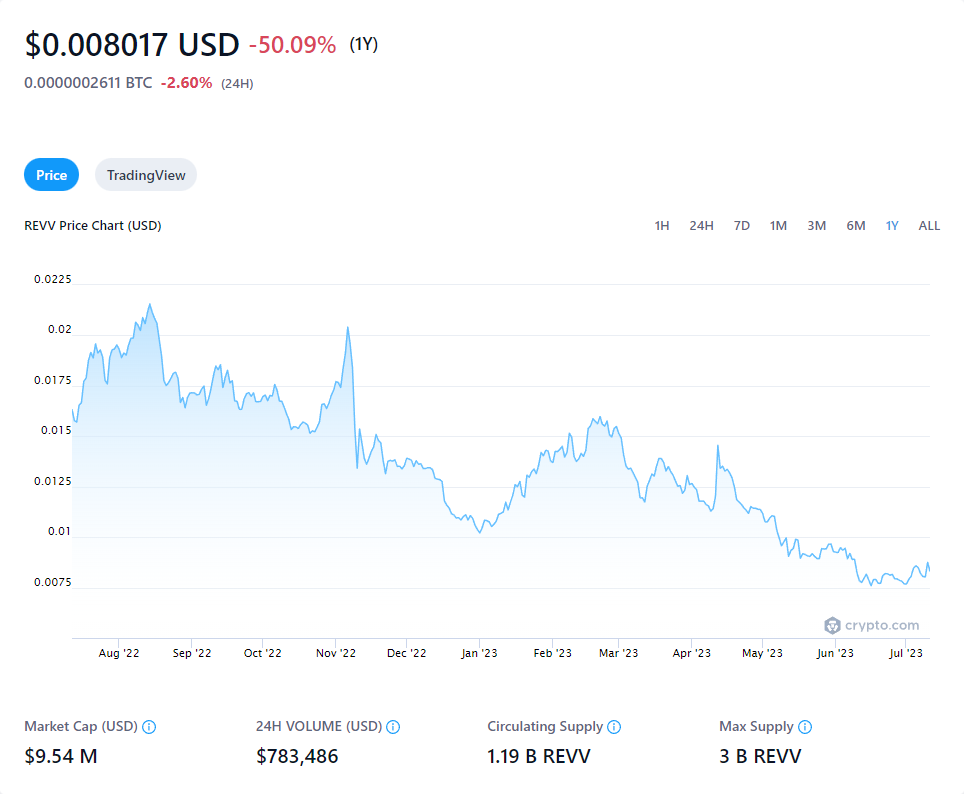 $0.008017 USD -50.09% (1Y)
0.0000002611 BTC -2.60% (24H)
Price TradingView
REVV Price Chart (USD) 1H 24H 7D 1M 3M 6M 1Y ALL
0.0225
0.02
0.0175
0.015
0.0125
0.01
0.0075
crypto.com
Aug '22 Sep '22 Oct '22 Nov '22 Dec '22 Jan '23 Feb '23 Mar '23 Apr '23 May '23 Jun '23 Jul '23
Market Cap (USD) 24H VOLUME (USD) Circulating Supply Max Supply
$9.54 M $783,486 1.19 B REVV 3 B REVV